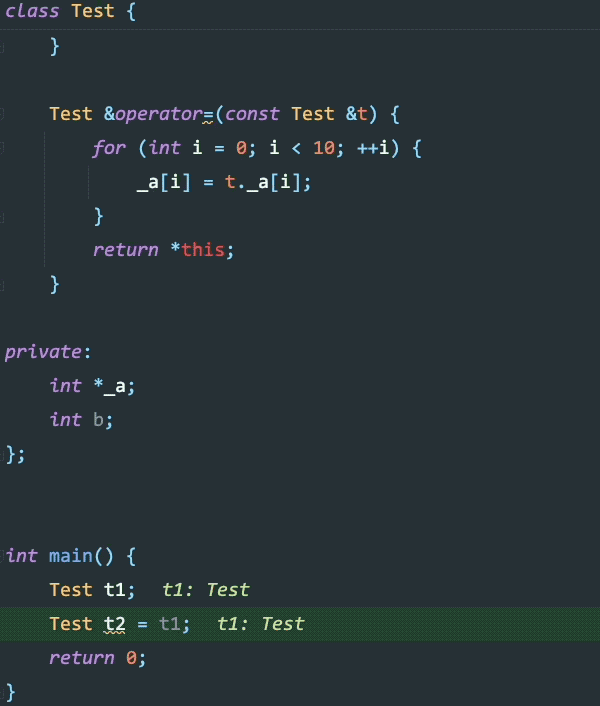 class Test {
    }
    Test &operator=(const Test &t) {
        for (int i = 0; i < 10; ++i) {
            _a[i] = t._a[i];
        }
        return *this;
    }
private:
    int *_a;
    int b;
};
int main() {
    Test t1;  t1: Test
    Test t2 = t1;  t1: Test
    return 0;
}